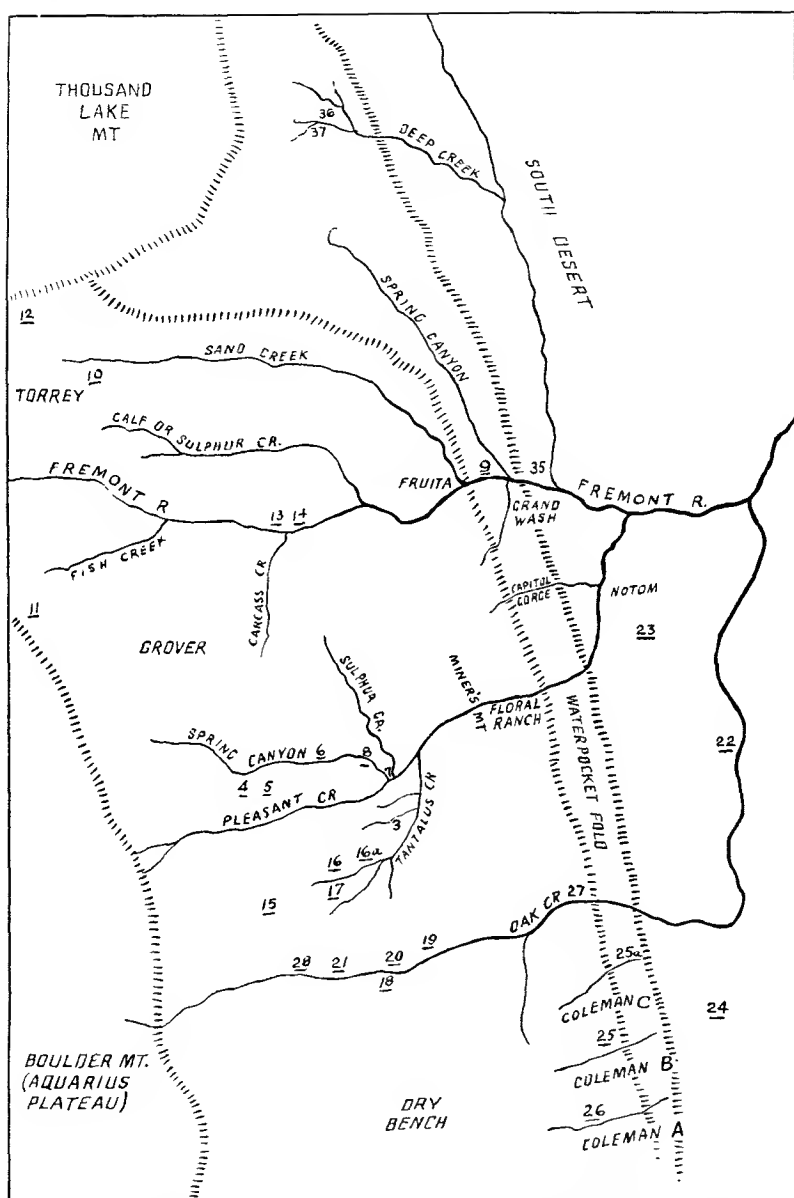 THOUSAND
LAKE
MT
36
37
DEEP CREEK
SOUTH DESERT
SPRING CANYON
12
10
SAND CREEK
TORREY
CALF OR
SULPHUR CR.
FREMONT R
FRUITA
9
35
FREMONT R.
GRAND
WASH
13 14
FISH CREEK
CARCASS CR
CAPITOL
GORGE
NOTOM
11
GROVER
23
SULPHUR CR.
MINER'S
MT.
FLORAL
RANCH
WATERPOCKET FOLD
22
SPRING CANYON
6
8
7
4 5
PLEASANT CR
TANTALUS CR
3
16 16a
17
15
OAK CR
27
19
28 21 20
18
25a
COLEMAN C
24
25
COLEMAN B
26
COLEMAN A
BOULDER MT.
(AQUARIUS
PLATEAU)
DRY
BENCH